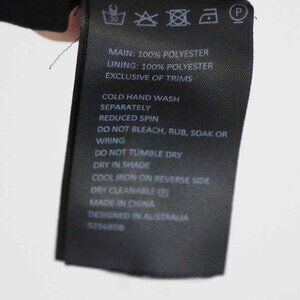 MAIN: 100% POLYESTER
LINING: 100% POLYESTER
EXCLUSIVE OF TRIMS
COLD HAND WASH
SEPARATELY
REDUCED SPIN
DO NOT BLEACH, RUB, SOAK OR
WRING
DO NOT TUMBLE DRY
DRY IN SHADE
COOL IRON ON REVERSE SIDE
DRY CLEANABLE (P)
MADE IN CHINA
DESIGNED IN AUSTRALIA
52568DB